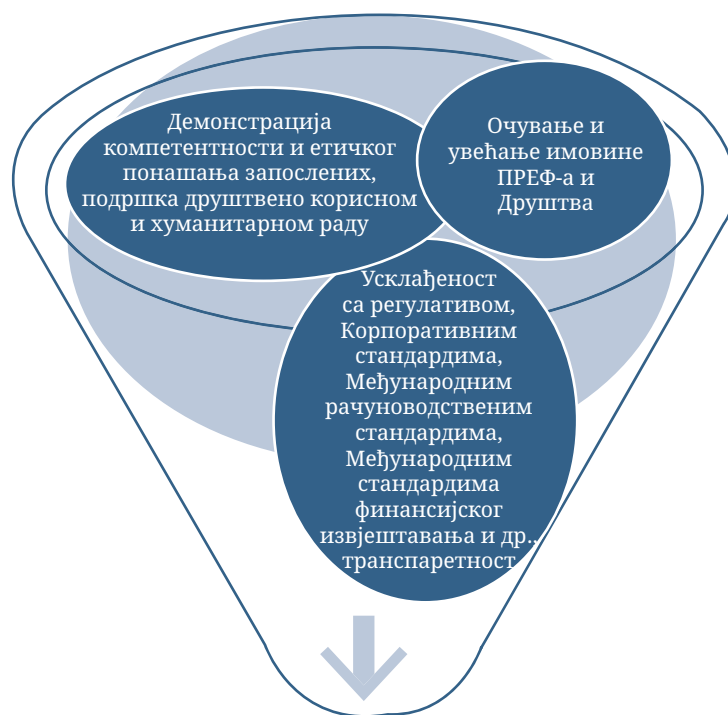 Демонстрација
компетентности и етичког
понашања запослених,
подршка друштвено корисном
и хуманитарном раду
Очување и
увећање имовине
ПРЕФ-а и
Друштва
Усклађеност
са регулативом,
Корпоративним
стандардима,
Међународним
рачуноводственим
стандардима,
Међународним
стандардима
финансијског
извјештавања и др.,
транспаретност